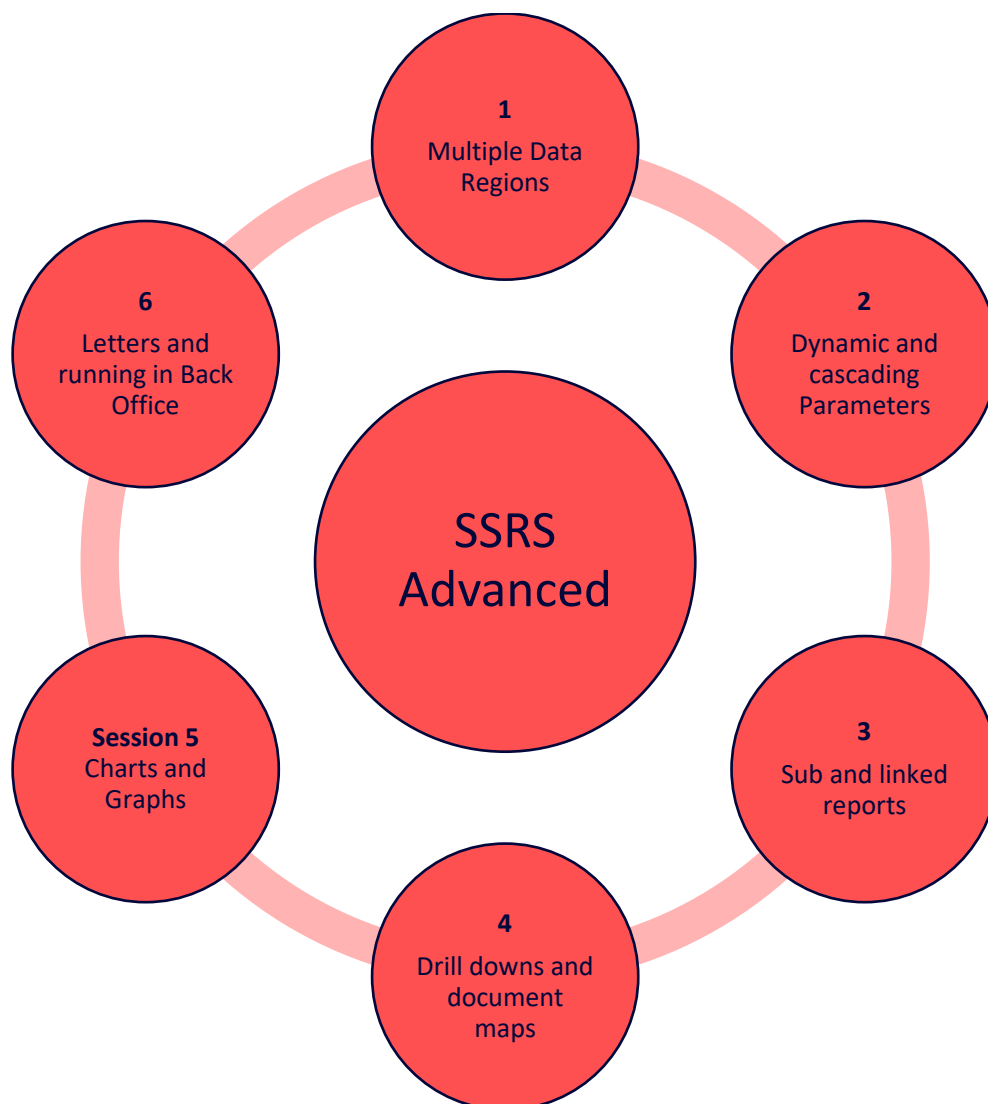 1
Multiple Data
Regions
2
Dynamic and
cascading
Parameters
3
Sub and linked
reports
4
Drill downs and
document
maps
Session 5
Charts and
Graphs
6
Letters and
running in Back
Office
SSRS
Advanced